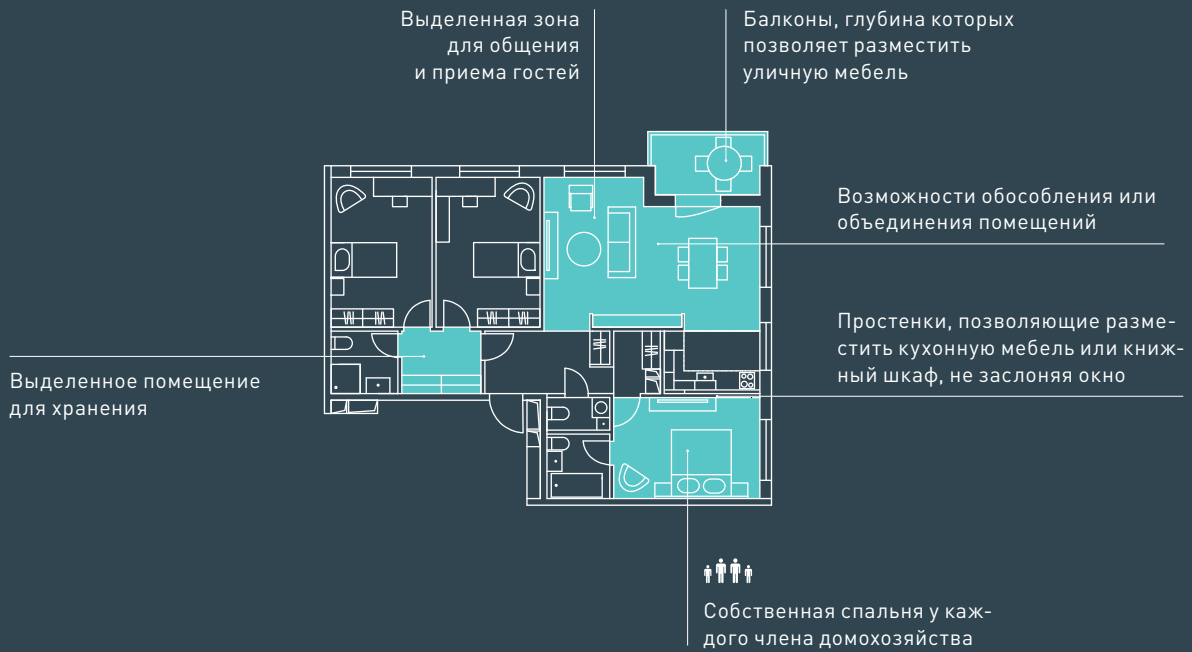 Выделенная зона
для общения
и приема гостей
Балконы, глубина которых
позволяет разместить
уличную мебель
Возможности обособления или
объединения помещений
Простенки, позволяющие разме-
стить кухонную мебель или книж-
ный шкаф, не заслоняя окно
Выделенное помещение
для хранения
Собственная спальня у каж-
дого члена домохозяйства